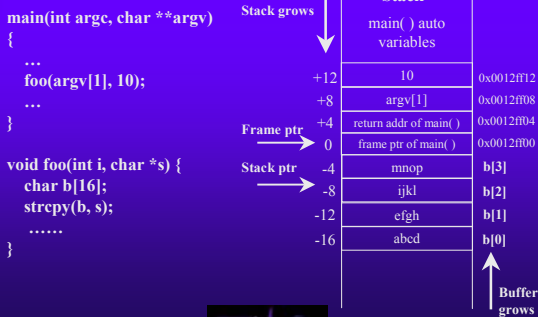 main(int argc, char **argv)
{
…
foo(argv[1], 10);
…
}
void foo(int i, char *s) {
char b[16];
strcpy(b, s);
……
}
Stack grows
Frame ptr
Stack ptr
Stack
main( ) auto
variables
+12 10 0x0012ff12
+8 argv[1] 0x0012ff08
+4 return addr of main( ) 0x0012ff04
0 frame ptr of main( ) 0x0012ff00
-4 mnop b[3]
-8 ijkl b[2]
-12 efgh b[1]
-16 abcd b[0]
Buffer
grows